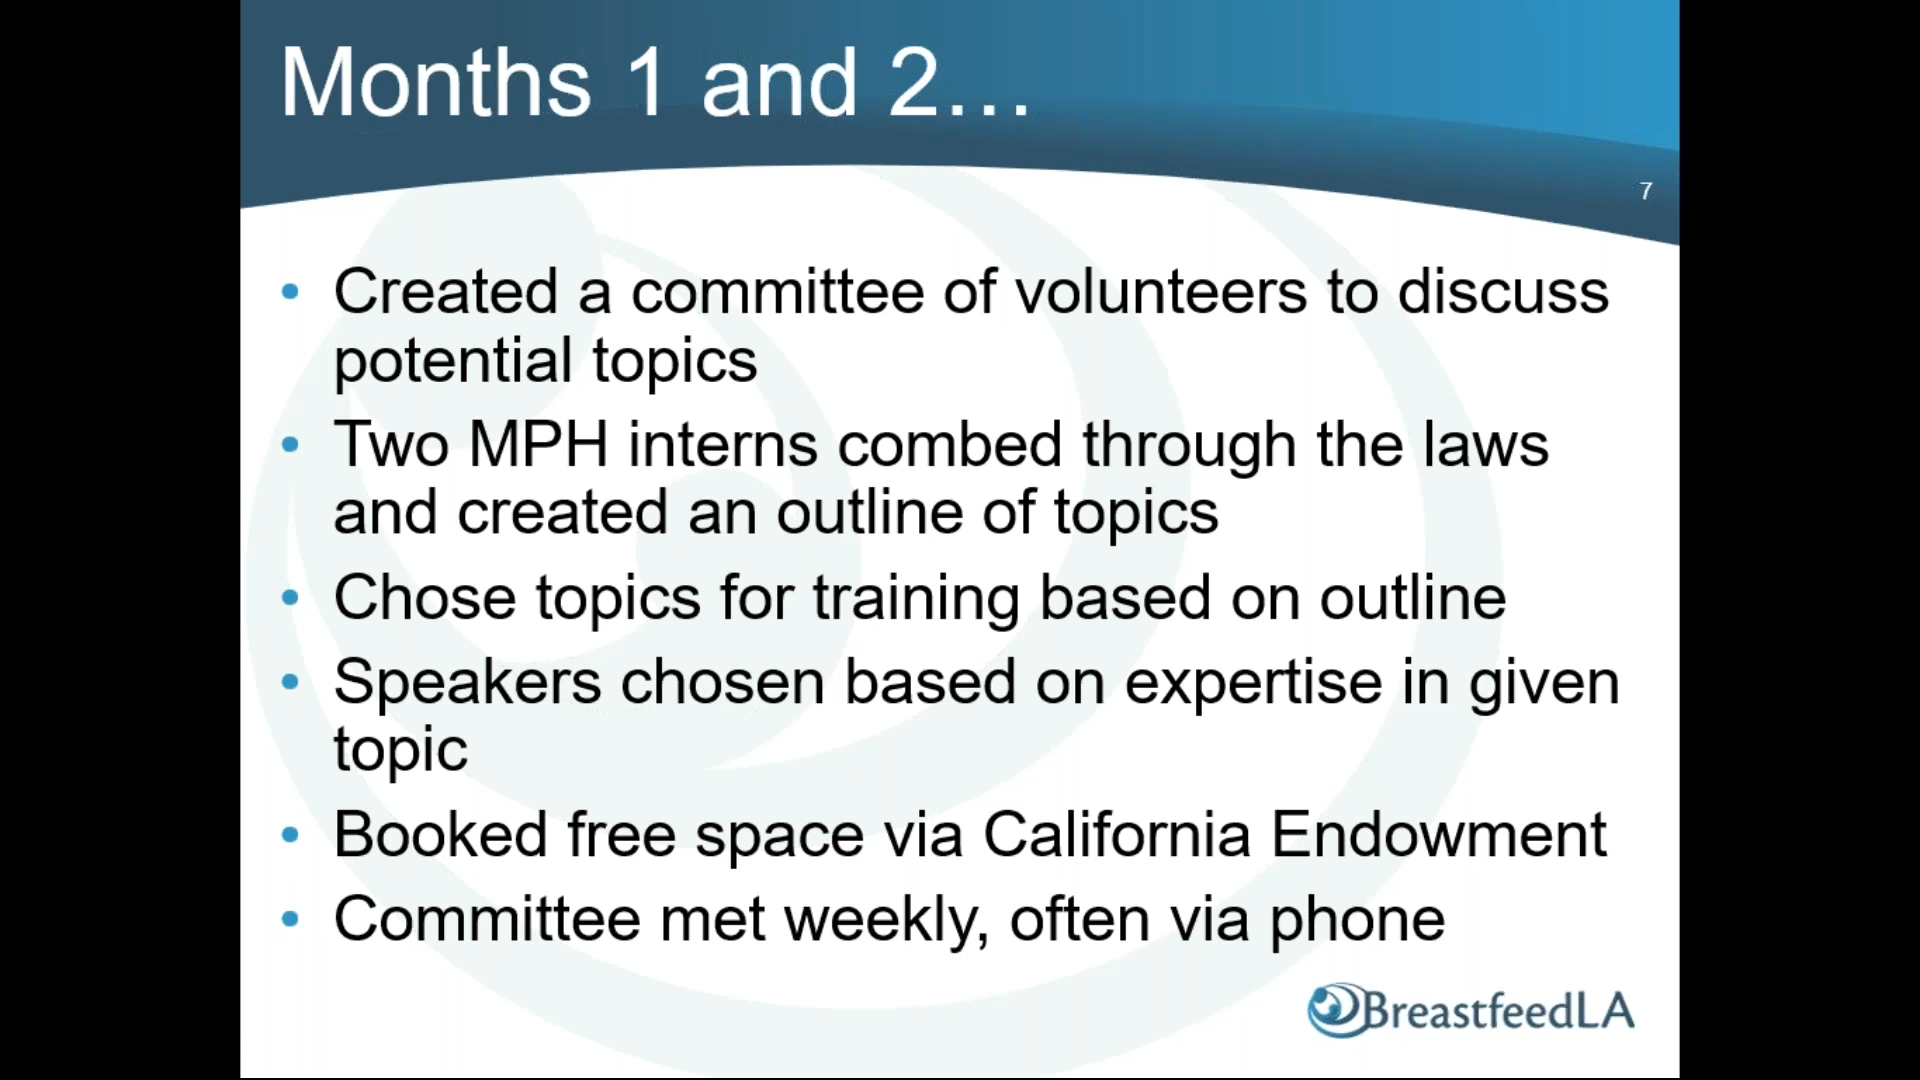 Months 1 and 2…
7
• Created a committee of volunteers to discuss
potential topics
• Two MPH interns combed through the laws
and created an outline of topics
• Chose topics for training based on outline
• Speakers chosen based on expertise in given
topic
• Booked free space via California Endowment
• Committee met weekly, often via phone
BreastfeedLA